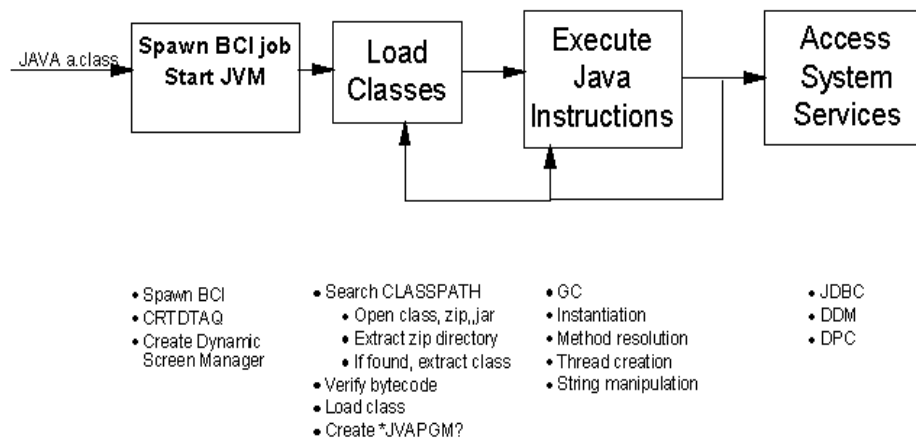 JAVA a.class
Spawn BCI job
Start JVM
Load
Classes
Execute
Java
Instructions
Access
System
Services
• Spawn BCI
• CRTDTAQ
• Create Dynamic
Screen Manager
• Search CLASSPATH
• Open class, zip,,jar
• Extract zip directory
• If found, extract class
• Verify bytecode
• Load class
• Create *JVAPGM?
• GC
• Instantiation
• Method resolution
• Thread creation
• String manipulation
• JDBC
• DDM
• DPC